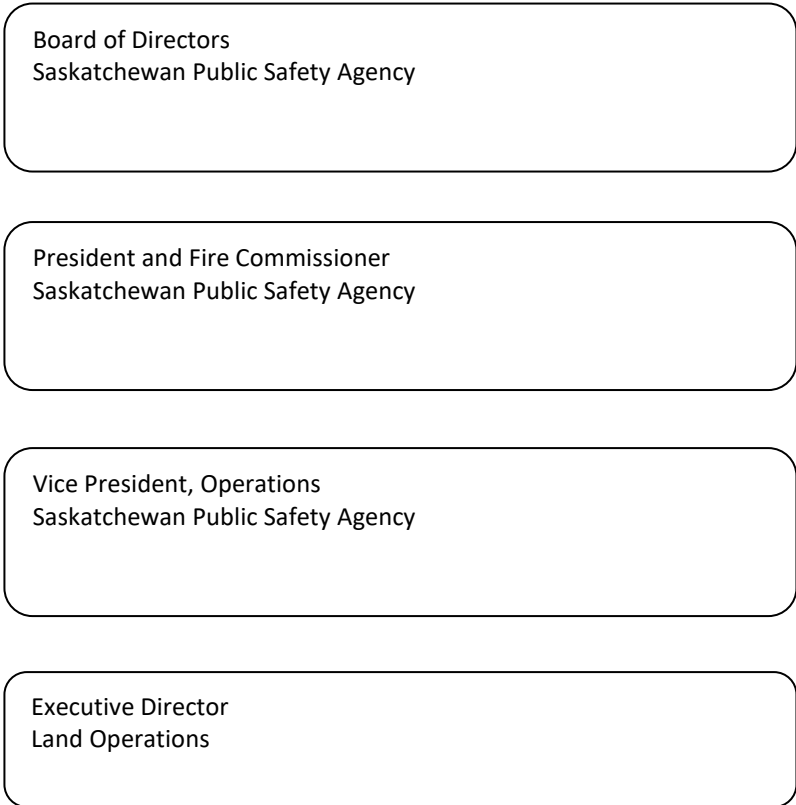 Board of Directors
Saskatchewan Public Safety Agency
President and Fire Commissioner
Saskatchewan Public Safety Agency
Vice President, Operations
Saskatchewan Public Safety Agency
Executive Director
Land Operations